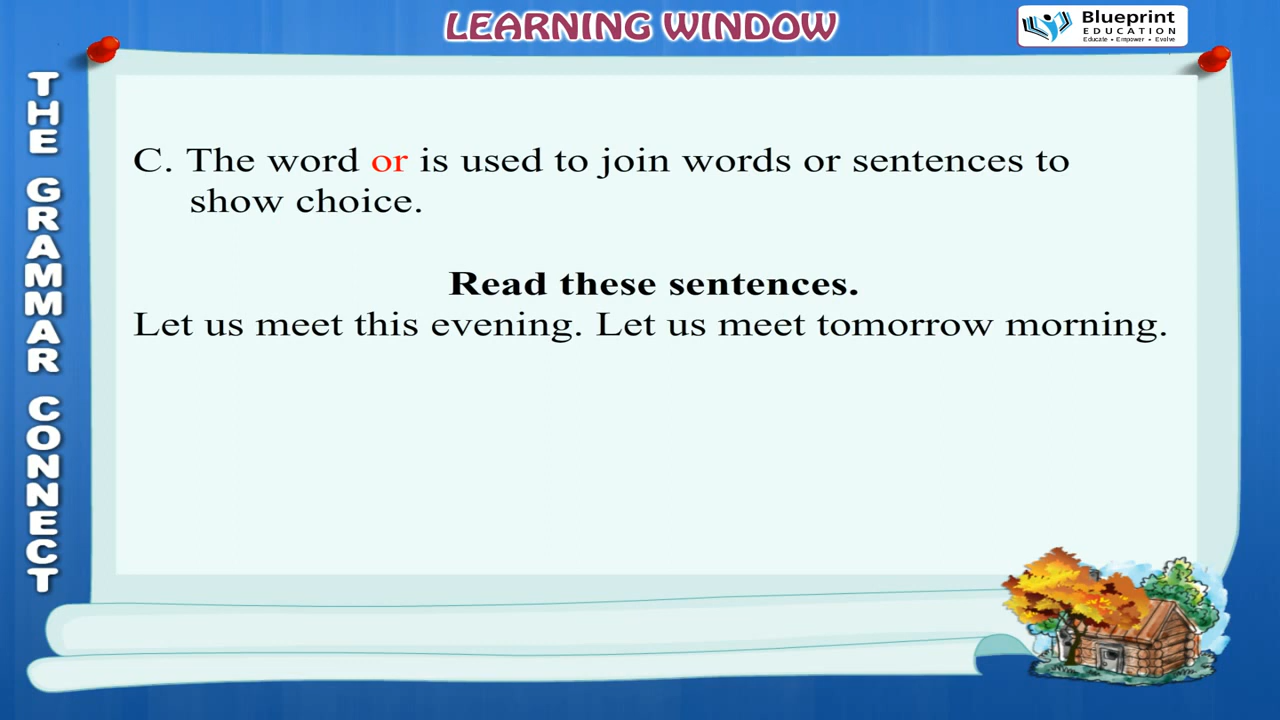 LEARNING WINDOW
Blueprint
EDUCATION
Educate • Empower • Evolve
THE GRAMMAR CONNECT
C. The word or is used to join words or sentences to
show choice.
Read these sentences.
Let us meet this evening. Let us meet tomorrow morning.